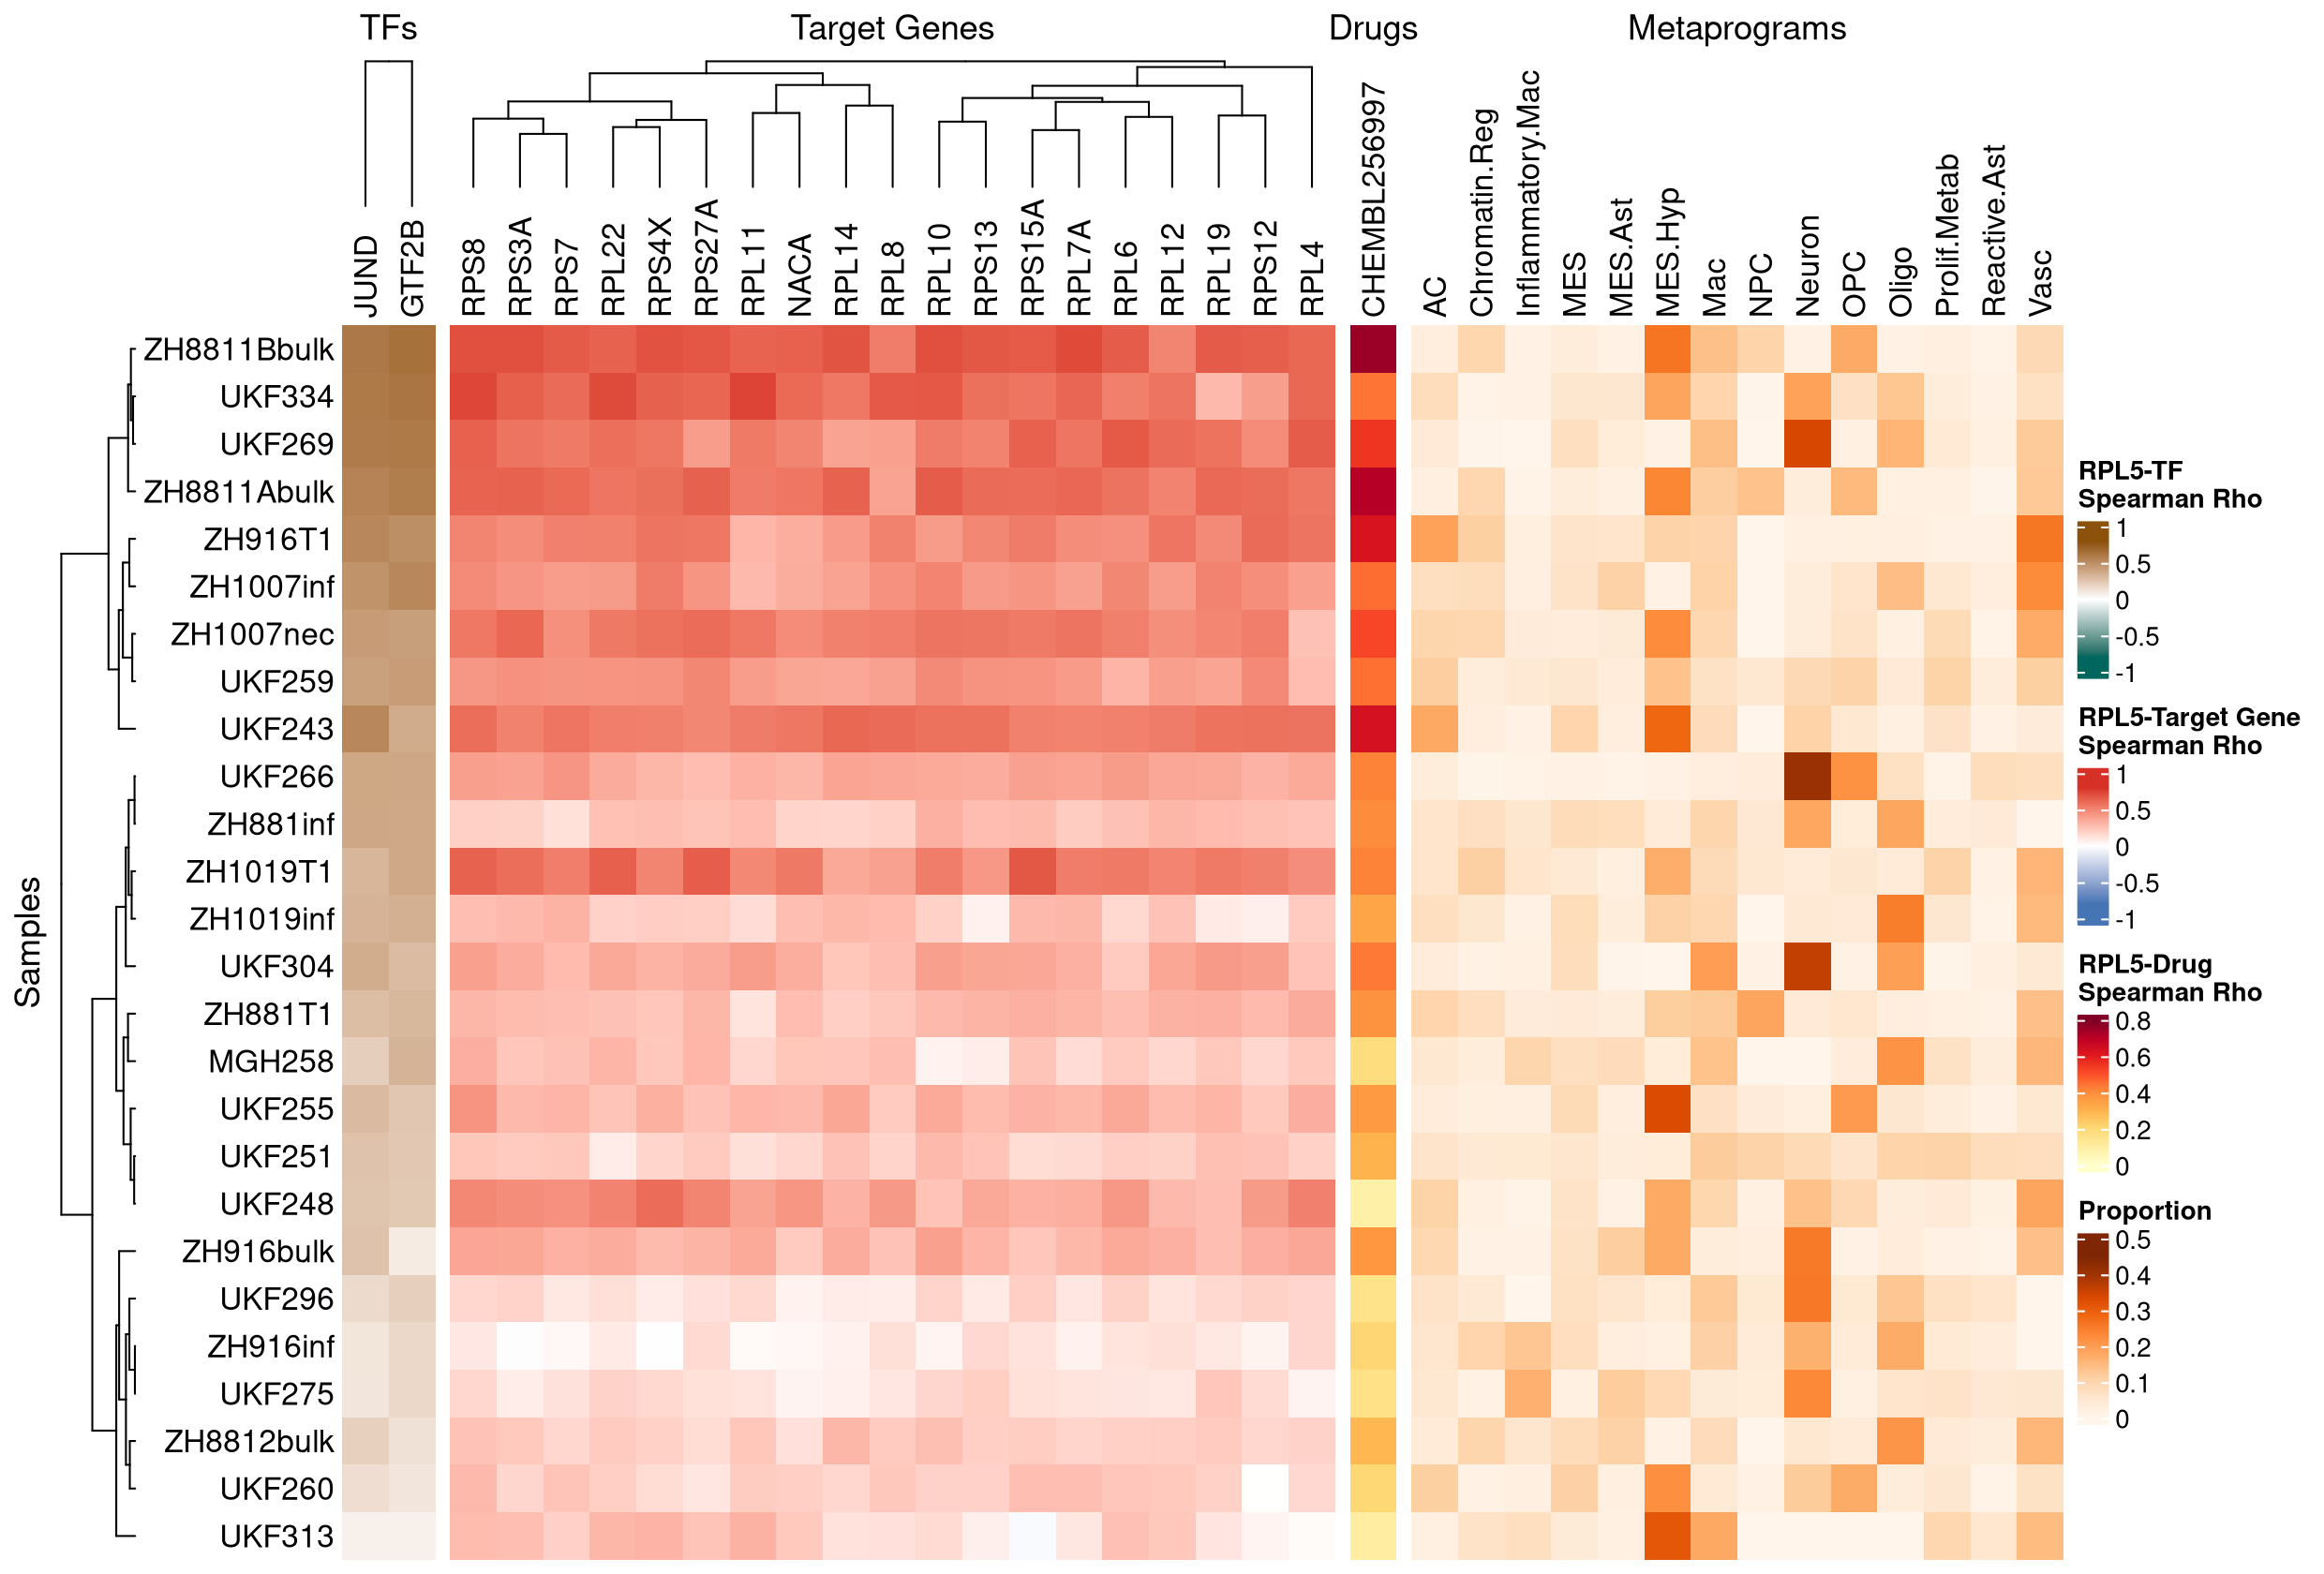 TFs
Target Genes
Drugs
Metaprograms
JUND
GTF2B
RPS8
RPS3A
RPS7
RPL22
RPS4X
RPS27A
RPL11
NACA
RPL14
RPL8
RPL10
RPS13
RPS15A
RPL7A
RPL6
RPL12
RPL19
RPS12
RPL4
CHEMBL256997
AC
Chromatin.Reg
Inflammatory.Mac
MES
MES.Ast
MES.Hyp
Mac
NPC
Neuron
OPC
Oligo
Prolif.Metab
Reactive.Ast
Vasc
Samples
ZH8811Bbulk
UKF334
UKF269
ZH8811Abulk
ZH916T1
ZH1007inf
ZH1007nec
UKF259
UKF243
UKF266
ZH881inf
ZH1019T1
ZH1019inf
UKF304
ZH881T1
MGH258
UKF255
UKF251
UKF248
ZH916bulk
UKF296
ZH916inf
UKF275
ZH8812bulk
UKF260
UKF313
RPL5-TF
Spearman Rho
1
0.5
0
-0.5
-1
RPL5-Target Gene
Spearman Rho
1
0.5
0
-0.5
-1
RPL5-Drug
Spearman Rho
0.8
0.6
0.4
0.2
0
Proportion
0.5
0.4
0.3
0.2
0.1
0